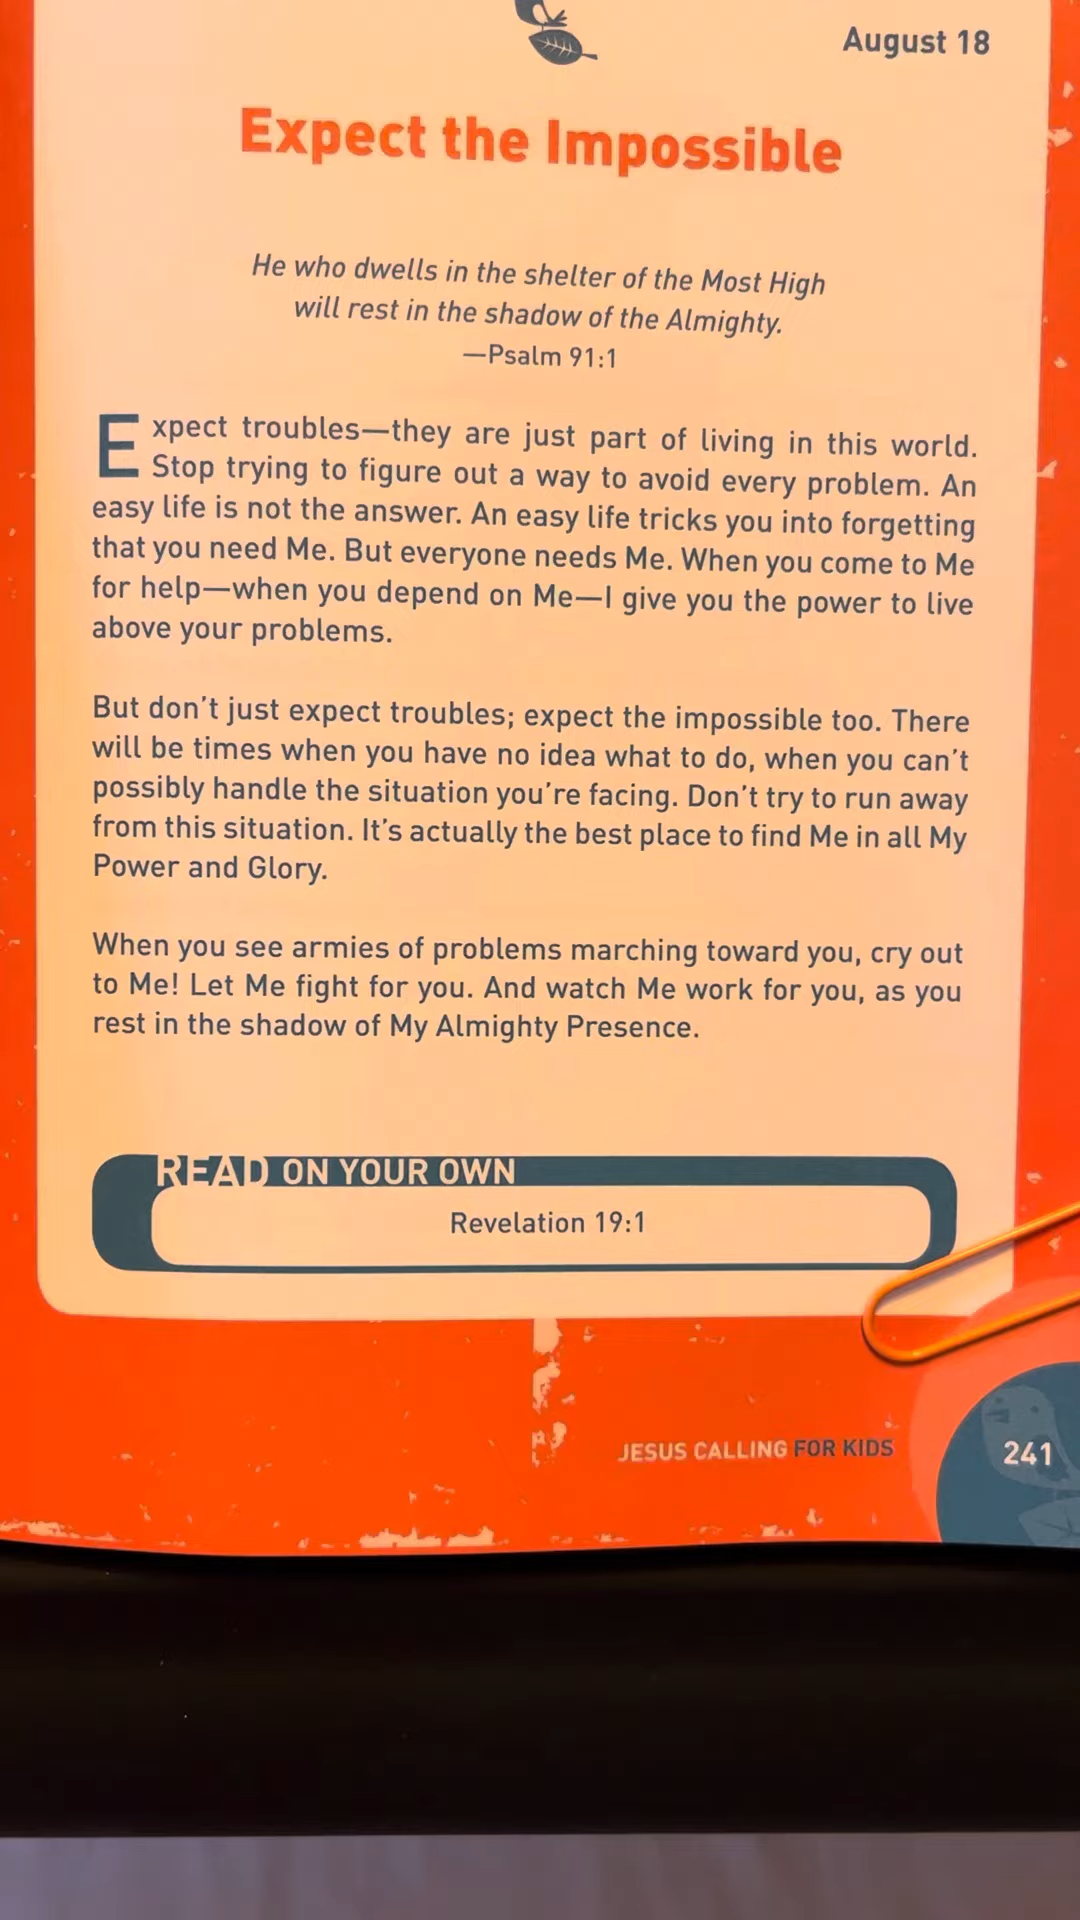 August 18
Expect the Impossible
He who dwells in the shelter of the Most High
will rest in the shadow of the Almighty.
—Psalm 91:1
Expect troubles—they are just part of living in this world.
Stop trying to figure out a way to avoid every problem. An
easy life is not the answer. An easy life tricks you into forgetting
that you need Me. But everyone needs Me. When you come to Me
for help—when you depend on Me—I give you the power to live
above your problems.
But don't just expect troubles; expect the impossible too. There
will be times when you have no idea what to do, when you can't
possibly handle the situation you're facing. Don't try to run away
from this situation. It's actually the best place to find Me in all My
Power and Glory.
When you see armies of problems marching toward you, cry out
to Me! Let Me fight for you. And watch Me work for you, as you
rest in the shadow of My Almighty Presence.
READ ON YOUR OWN
Revelation 19:1
JESUS CALLING FOR KIDS
241